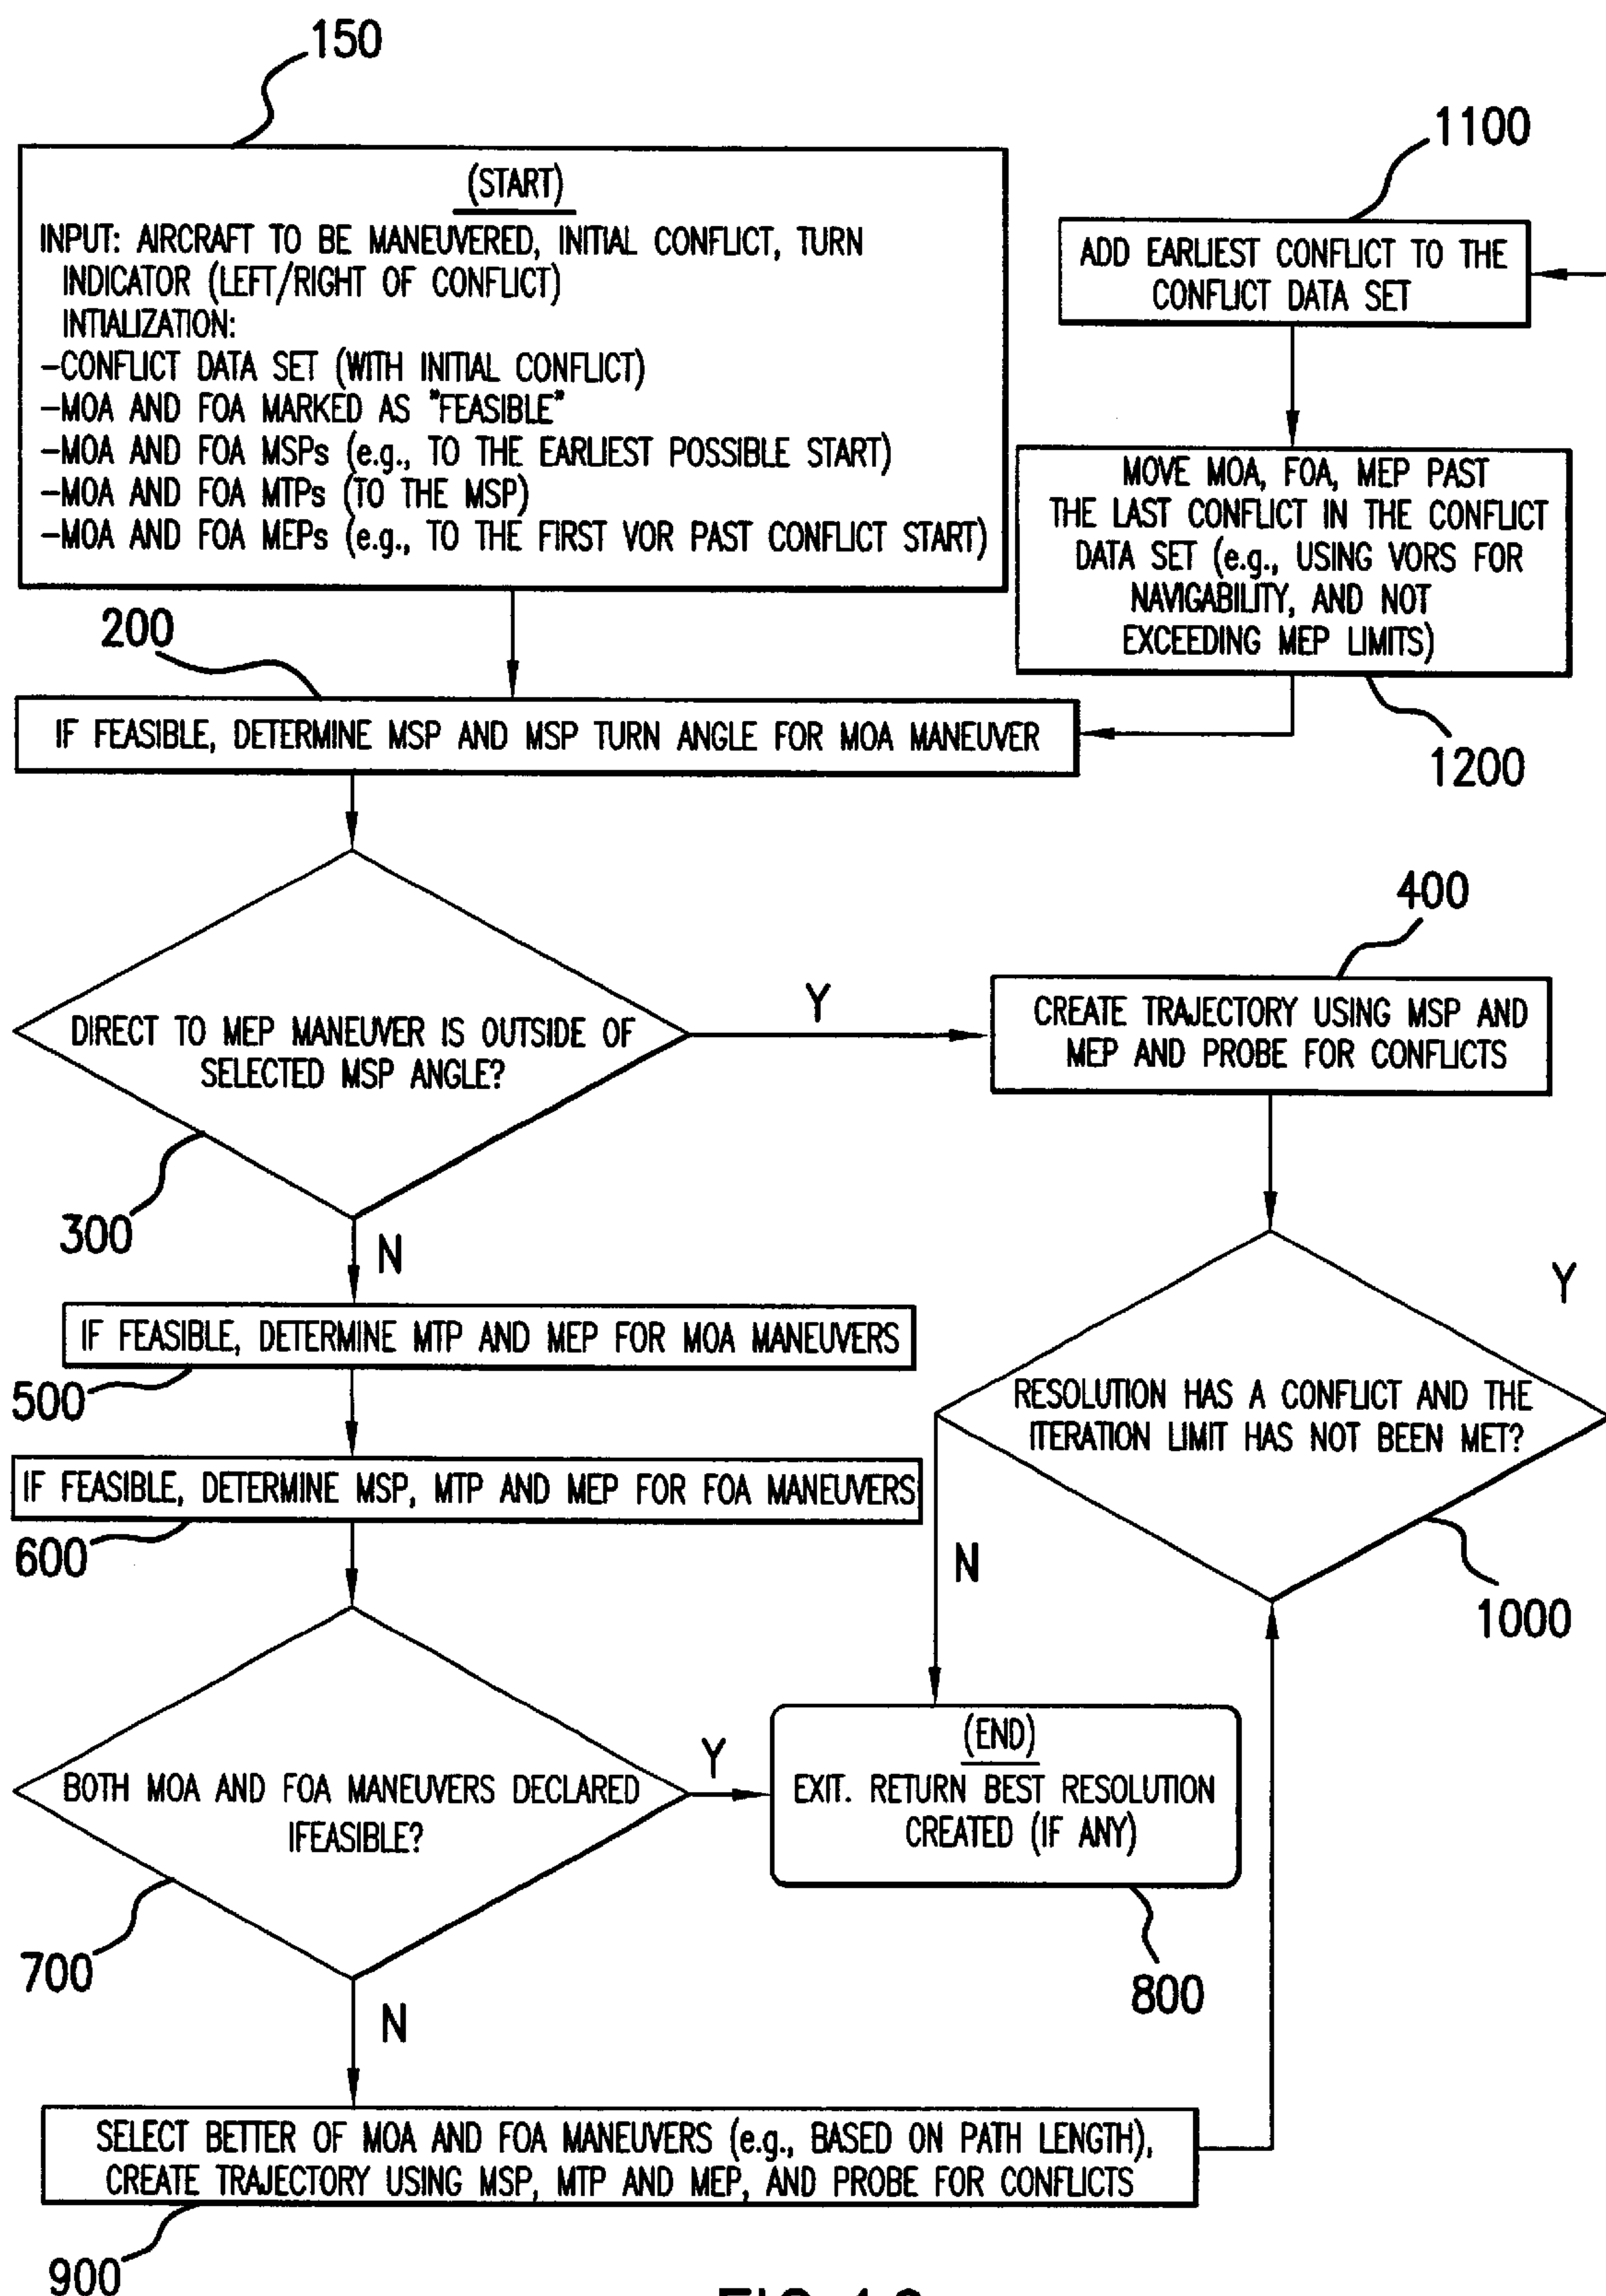 150
(START)
INPUT: AIRCRAFT TO BE MANEUVERED, INITIAL CONFLICT, TURN
INDICATOR (LEFT/RIGHT OF CONFLICT)
INTIALIZATION:
-CONFLICT DATA SET (WITH INITIAL CONFLICT)
-MOA AND FOA MARKED AS "FEASIBLE"
-MOA AND FOA MSPs (e.g., TO THE EARLIEST POSSIBLE START)
-MOA AND FOA MTPs (TO THE MSP)
-MOA AND FOA MEPs (e.g., TO THE FIRST VOR PAST CONFLICT START)
1100
ADD EARLIEST CONFLICT TO THE
CONFLICT DATA SET
MOVE MOA, FOA, MEP PAST
THE LAST CONFLICT IN THE CONFLICT
DATA SET (e.g., USING VORS FOR
NAVIGABILITY, AND NOT
EXCEEDING MEP LIMITS)
1200
200
IF FEASIBLE, DETERMINE MSP AND MSP TURN ANGLE FOR MOA MANEUVER
DIRECT TO MEP MANEUVER IS OUTSIDE OF
SELECTED MSP ANGLE?
300
Y
N
400
CREATE TRAJECTORY USING MSP AND
MEP AND PROBE FOR CONFLICTS
IF FEASIBLE, DETERMINE MTP AND MEP FOR MOA MANEUVERS
500
IF FEASIBLE, DETERMINE MSP, MTP AND MEP FOR FOA MANEUVERS
600
Y
RESOLUTION HAS A CONFLICT AND THE
ITERATION LIMIT HAS NOT BEEN MET?
N
1000
BOTH MOA AND FOA MANEUVERS DECLARED
IFEASIBLE?
700
Y
N
(END)
EXIT. RETURN BEST RESOLUTION
CREATED (IF ANY)
800
SELECT BETTER OF MOA AND FOA MANEUVERS (e.g., BASED ON PATH LENGTH),
CREATE TRAJECTORY USING MSP, MTP AND MEP, AND PROBE FOR CONFLICTS
900